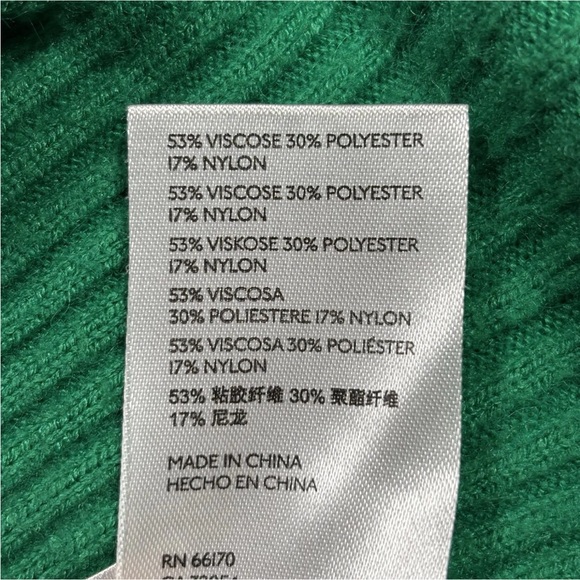 53% VISCOSE 30% POLYESTER
17% NYLON
53% VISCOSE 30% POLYESTER
17% NYLON
53% VISKOSE 30% POLYESTER
17% NYLON
53% VISCOSA
30% POLIESTERE 17% NYLON
53% VISCOSA 30% POLIÉSTER
17% NYLON
53% 粘胶纤维 30% 聚酯纤维
17% 尼龙
MADE IN CHINA
HECHO EN CHINA
RN 66170